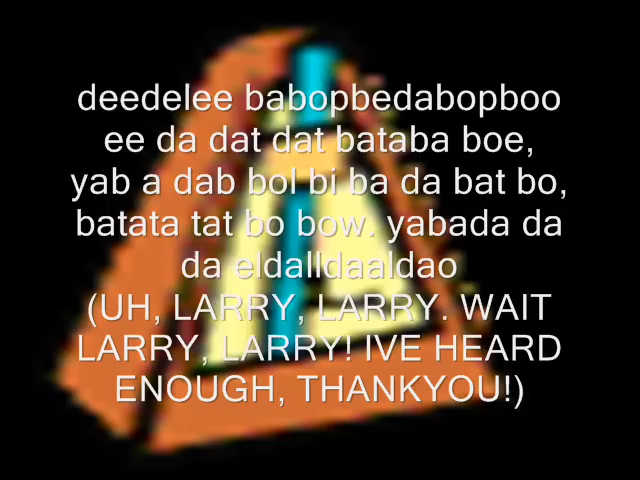 deedelee babopbedabopboo
ee da dat dat bataba boe,
yab a dab bol bi ba da bat bo,
batata tat bo bow. yabada da
da eldalldaaldao
(UH, LARRY, LARRY. WAIT
LARRY, LARRY! IVE HEARD
ENOUGH, THANKYOU!)